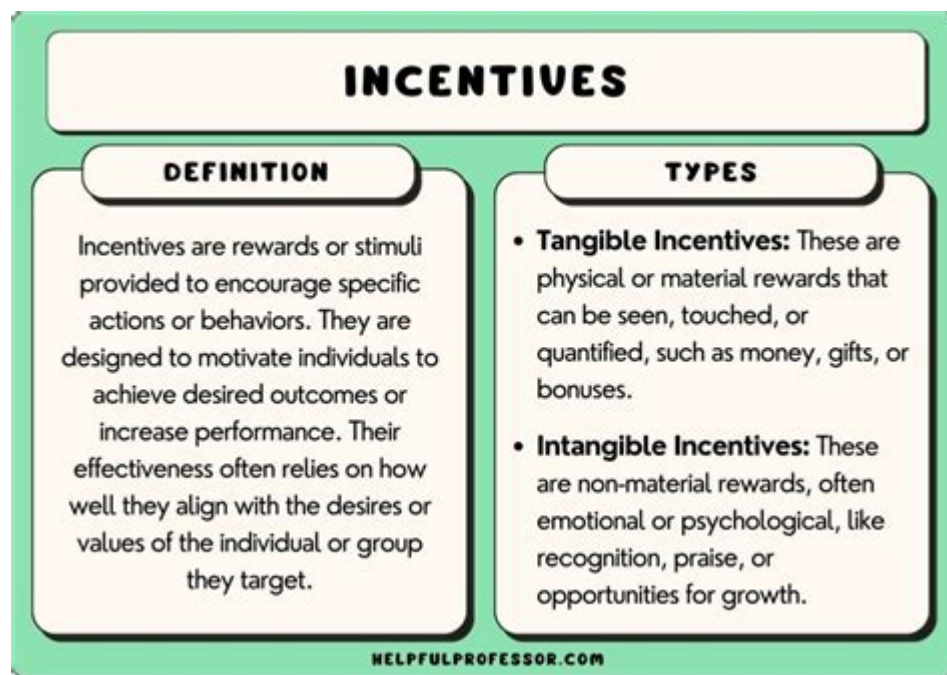 INCENTIVES
DEFINITION
Incentives are rewards or stimuli
provided to encourage specific
actions or behaviors. They are
designed to motivate individuals to
achieve desired outcomes or
increase performance. Their
effectiveness often relies on how
well they align with the desires or
values of the individual or group
they target.
TYPES
• Tangible Incentives: These are
physical or material rewards that
can be seen, touched, or
quantified, such as money, gifts, or
bonuses.
• Intangible Incentives: These
are non-material rewards, often
emotional or psychological, like
recognition, praise, or
opportunities for growth.
HELPFULPROFESSOR.COM